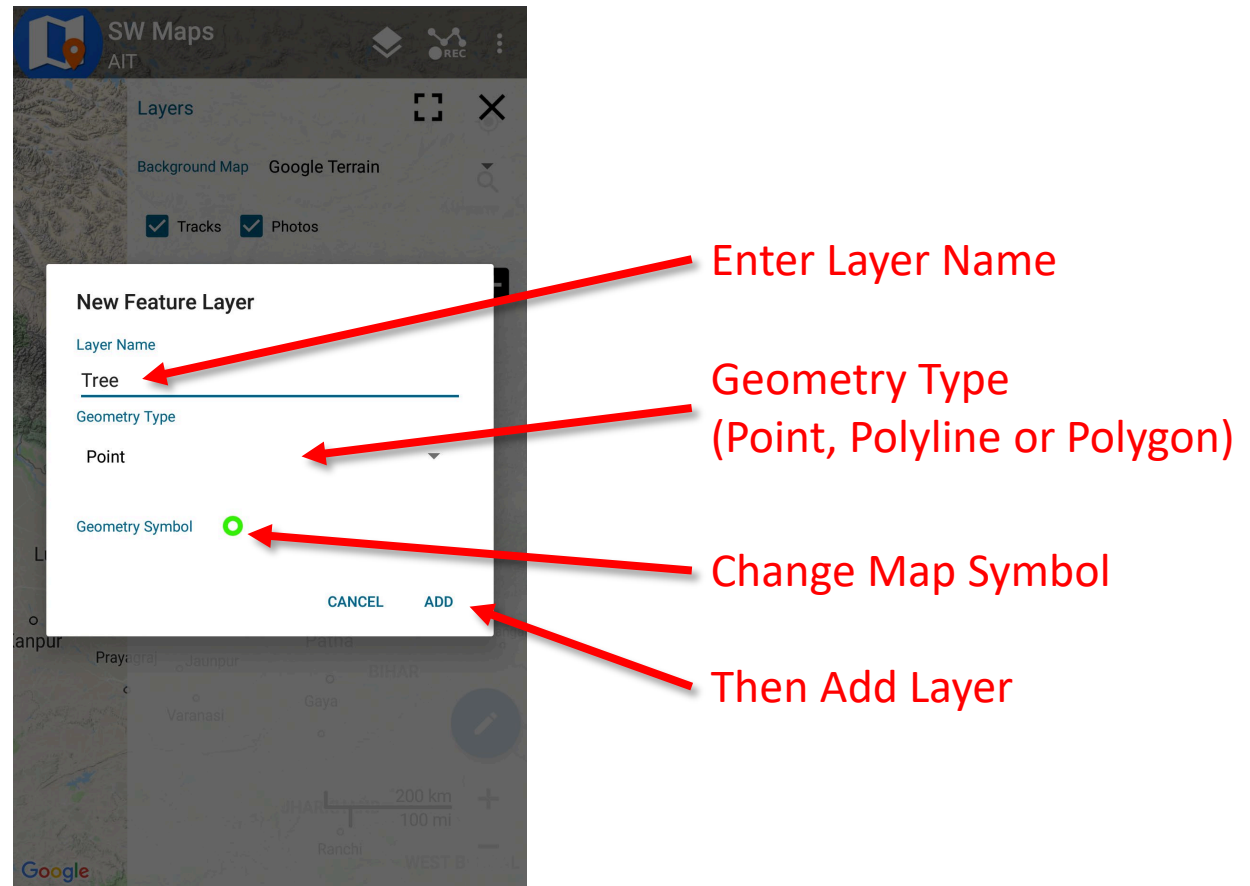 SW Maps
AIT
REC
Layers
Background Map Google Terrain
Tracks Photos
New Feature Layer
Layer Name
Tree
Geometry Type
Point
Geometry Symbol
CANCEL ADD
Enter Layer Name
Geometry Type
(Point, Polyline or Polygon)
Change Map Symbol
Then Add Layer
anpur
Patna
Prayagraj Jaunpur
BIHAR
Varanasi
Gaya
200 km
100 mi
Ranchi
WEST B
Google